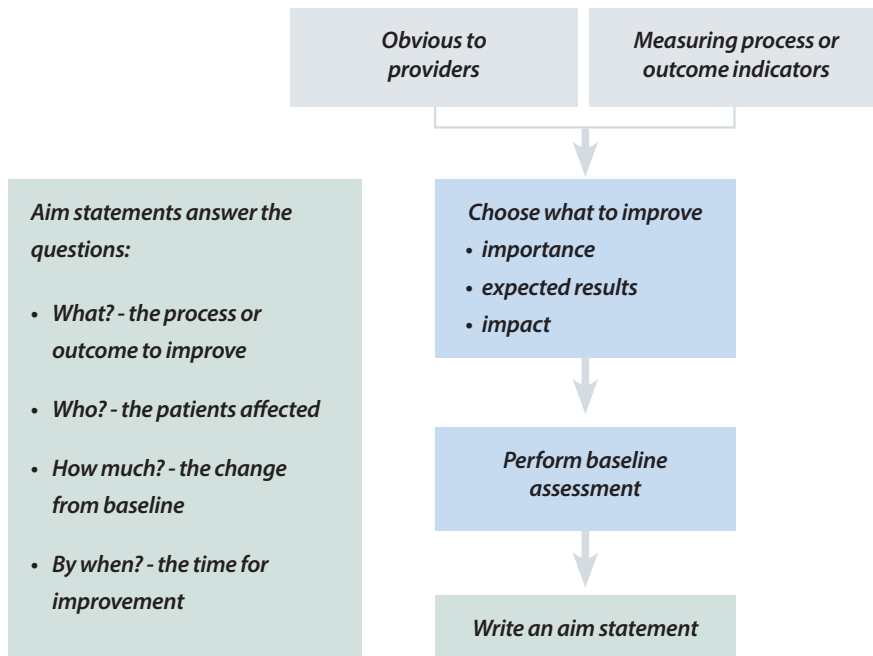 Obvious to
providers
Measuring process or
outcome indicators
Aim statements answer the
questions:
• What? - the process or
outcome to improve
• Who? - the patients affected
• How much? - the change
from baseline
• By when? - the time for
improvement
Choose what to improve
• importance
• expected results
• impact
Perform baseline
assessment
Write an aim statement